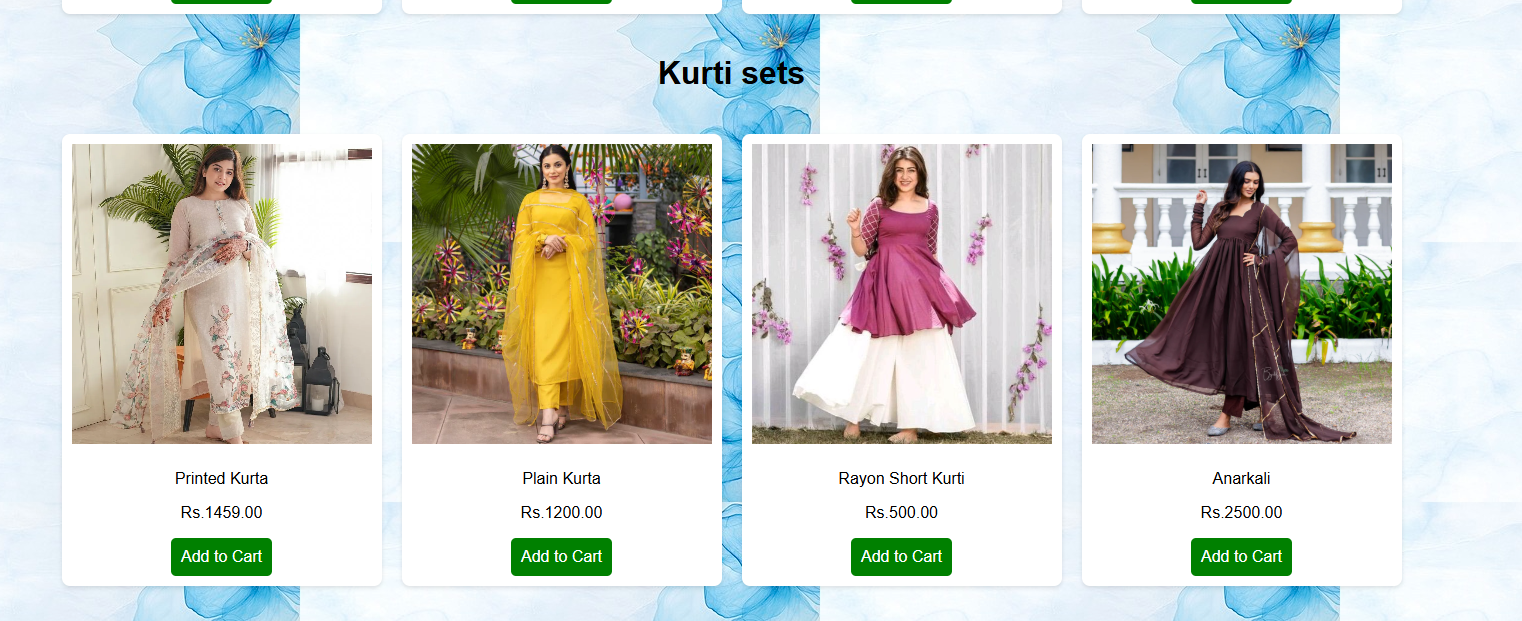 Kurti sets
Printed Kurta
Rs.1459.00
Add to Cart
Plain Kurta
Rs.1200.00
Add to Cart
Rayon Short Kurti
Rs.500.00
Add to Cart
Anarkali
Rs.2500.00
Add to Cart